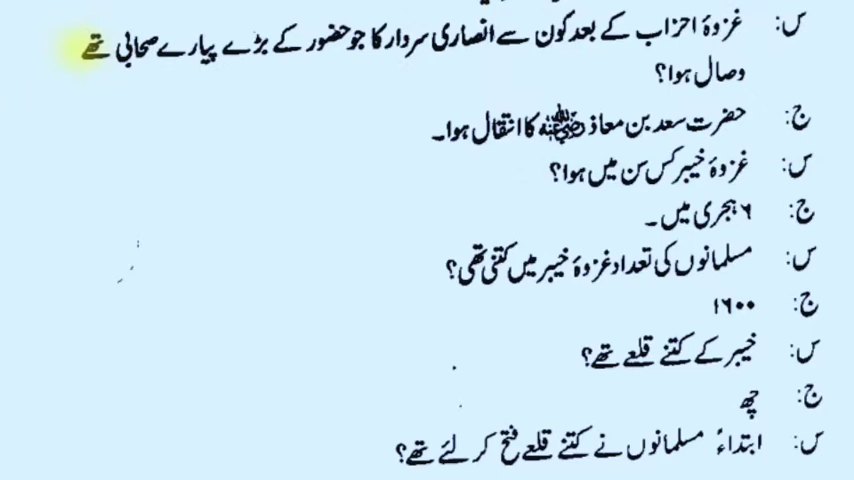 س: غزوۂ احزاب کے بعد کون سے انصاری سردار کا جو حضور کے بڑے پیارے صحابی تھے
وصال ہوا؟
ج: حضرت سعد بن معاذ رضی اللہ عنہ کا انتقال ہوا۔
س: غزوۂ خیبر کس سن میں ہوا؟
ج: ۶ ہجری میں۔
س: مسلمانوں کی تعداد غزوۂ خیبر میں کتنی تھی؟
ج: ۱۶۰۰
س: خیبر کے کتنے قلعے تھے؟
ج: چھ
س: ابتداءً مسلمانوں نے کتنے قلعے فتح کر لئے تھے؟